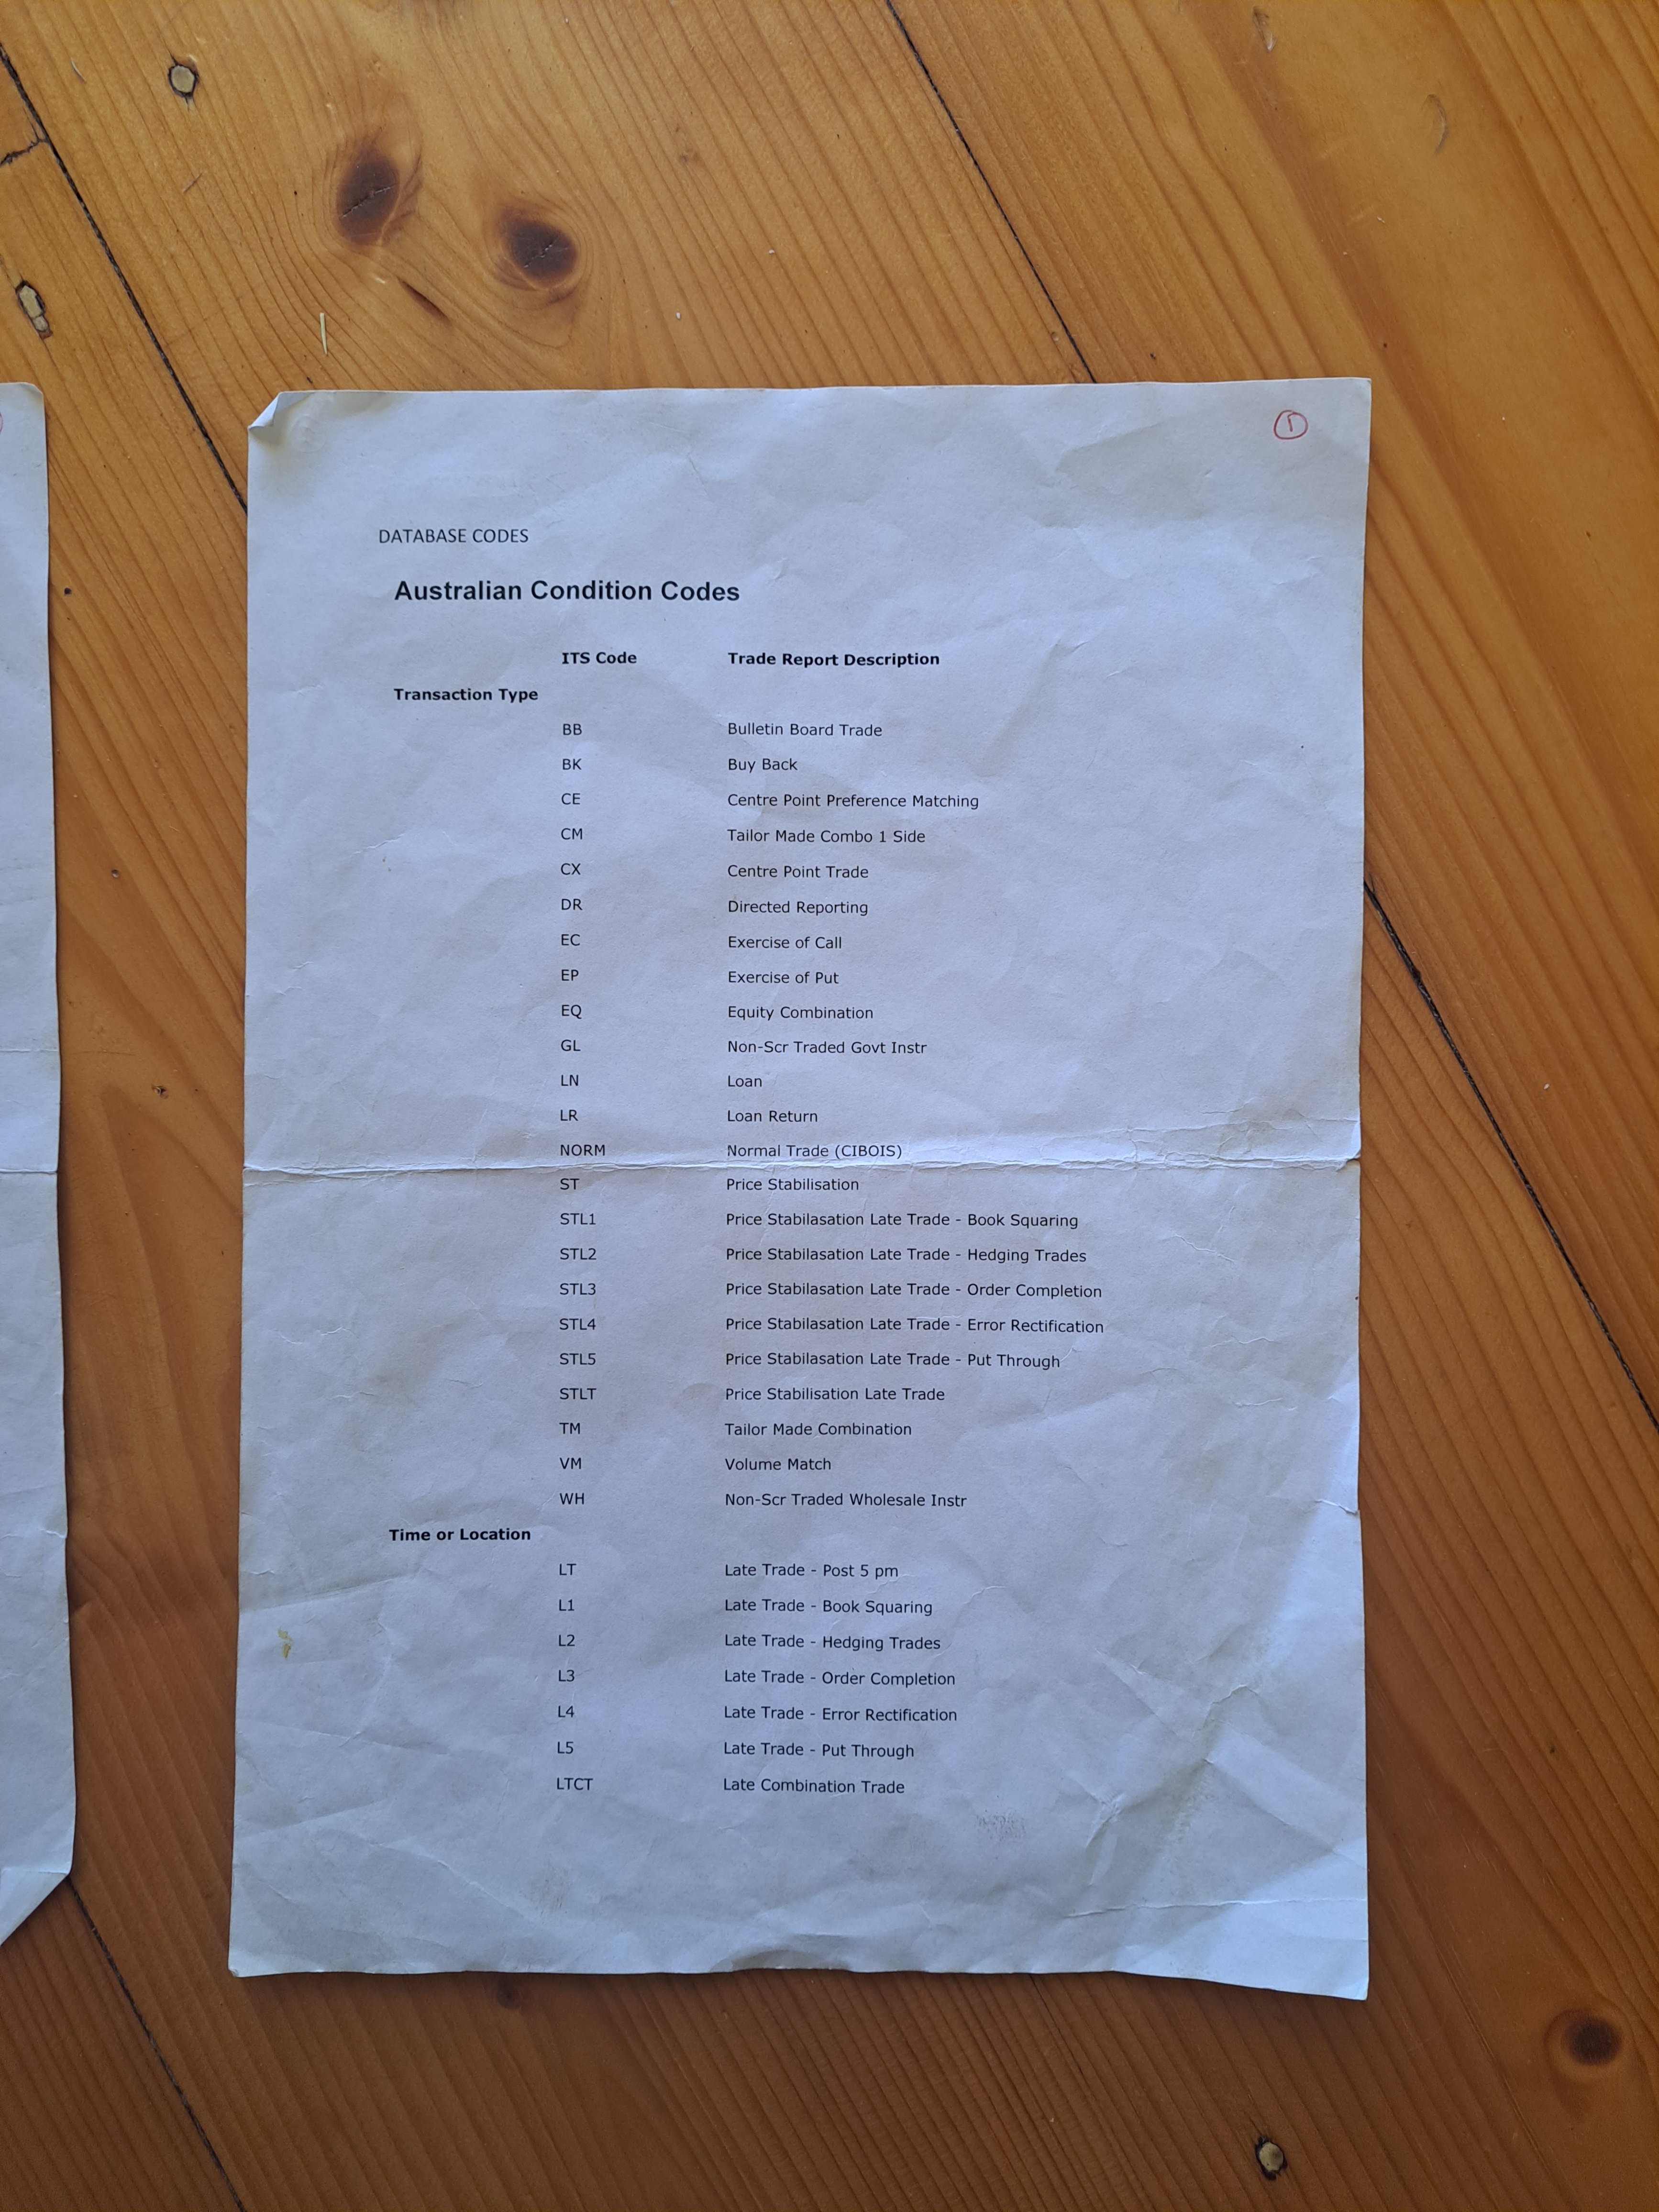 1
DATABASE CODES
Australian Condition Codes
ITS Code Trade Report Description
Transaction Type
BB Bulletin Board Trade
BK Buy Back
CE Centre Point Preference Matching
CM Tailor Made Combo 1 Side
CX Centre Point Trade
DR Directed Reporting
EC Exercise of Call
EP Exercise of Put
EQ Equity Combination
GL Non-Scr Traded Govt Instr
LN Loan
LR Loan Return
NORM Normal Trade (CIBOIS)
ST Price Stabilisation
STL1 Price Stabilasation Late Trade - Book Squaring
STL2 Price Stabilasation Late Trade - Hedging Trades
STL3 Price Stabilasation Late Trade - Order Completion
STL4 Price Stabilasation Late Trade - Error Rectification
STL5 Price Stabilasation Late Trade - Put Through
STLT Price Stabilisation Late Trade
TM Tailor Made Combination
VM Volume Match
WH Non-Scr Traded Wholesale Instr
Time or Location
LT Late Trade - Post 5 pm
L1 Late Trade - Book Squaring
L2 Late Trade - Hedging Trades
L3 Late Trade - Order Completion
L4 Late Trade - Error Rectification
L5 Late Trade - Put Through
LTCT Late Combination Trade